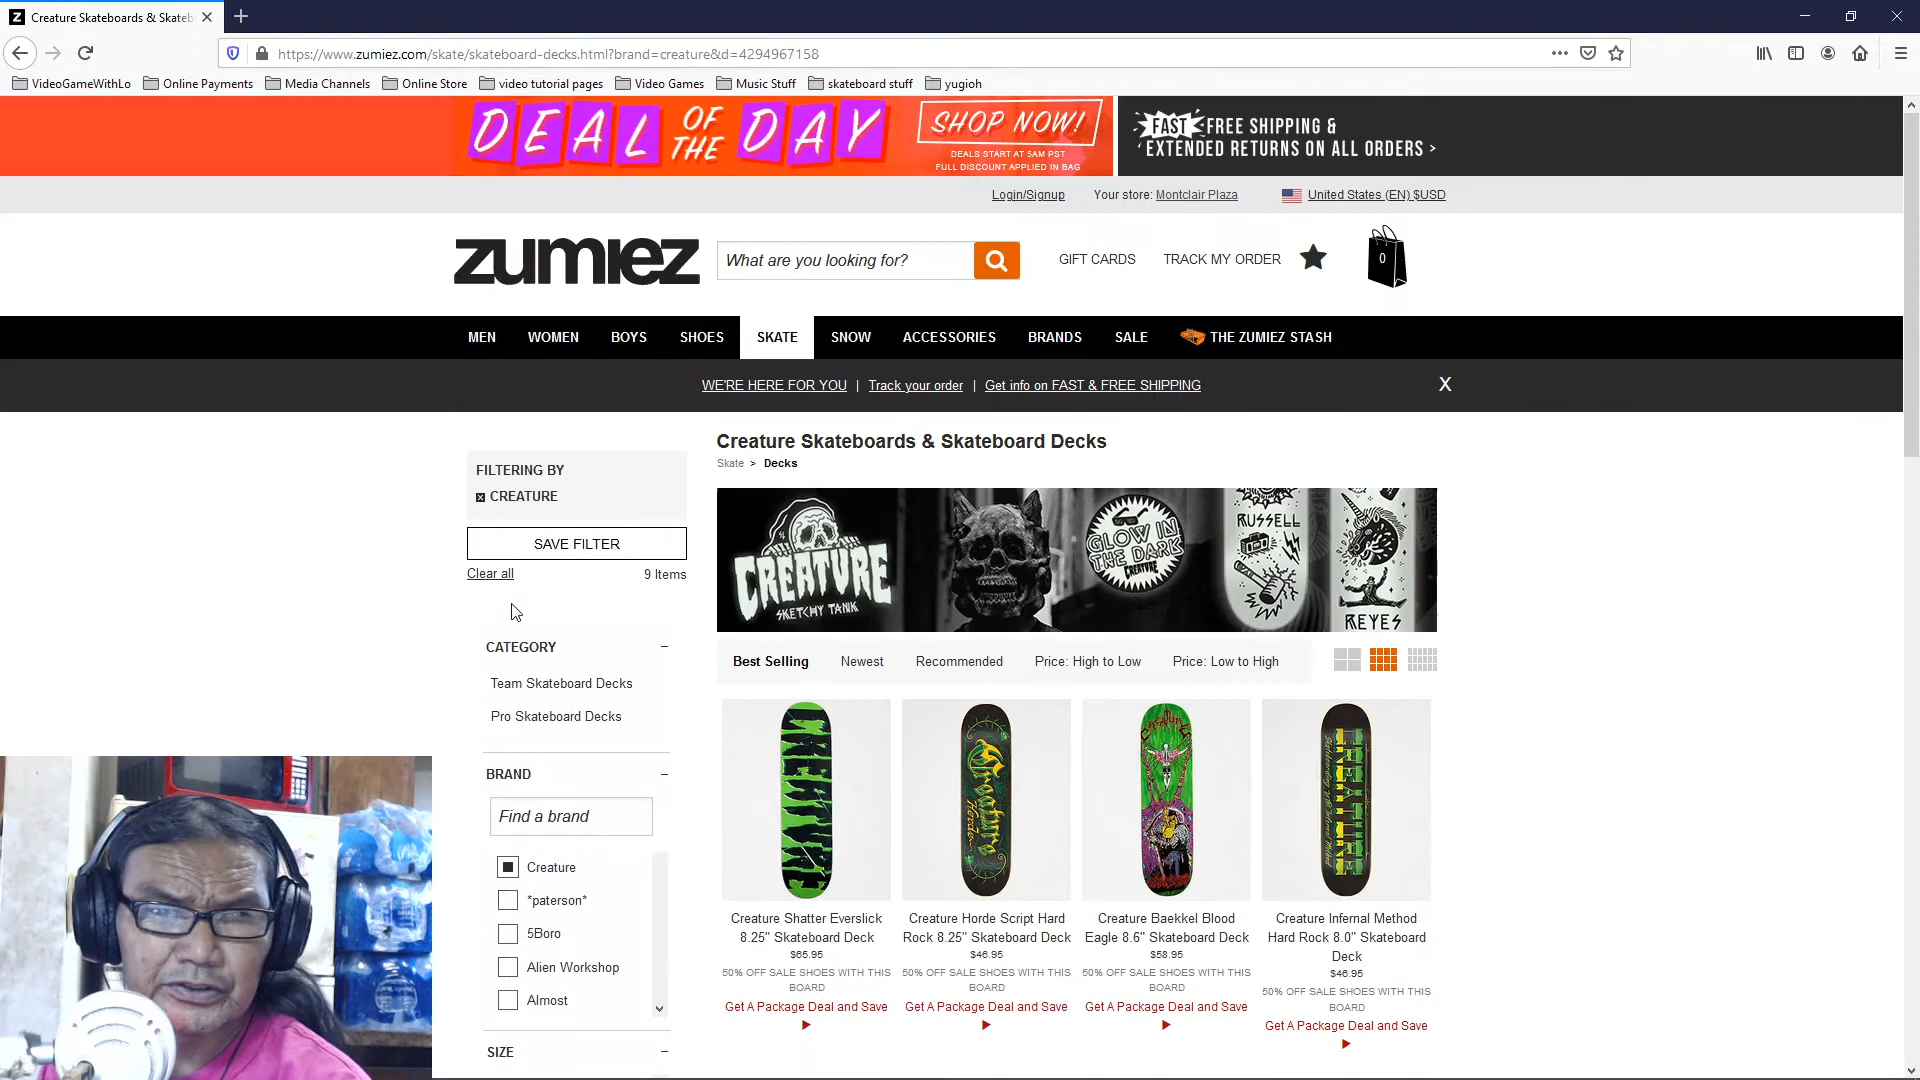 Creature Skateboards & Skateb
https://www.zumiez.com/skate/skateboard-decks.html?brand=creature&d=4294967158
VideoGameWithLo
Online Payments
Media Channels
Online Store
video tutorial pages
Video Games
Music Stuff
skateboard stuff
yugioh
DEAL OF THE DAY
SHOP NOW!
DEALS START AT 5AM PST
FULL DISCOUNT APPLIED IN BAG
FAST FREE SHIPPING &
EXTENDED RETURNS ON ALL ORDERS >
Login/Signup
Your store: Montclair Plaza
United States (EN) $USD
zumiez
What are you looking for?
GIFT CARDS
TRACK MY ORDER
0
MEN
WOMEN
BOYS
SHOES
SKATE
SNOW
ACCESSORIES
BRANDS
SALE
THE ZUMIEZ STASH
WE'RE HERE FOR YOU | Track your order | Get info on FAST & FREE SHIPPING
X
FILTERING BY
CREATURE
SAVE FILTER
Clear all
9 Items
CATEGORY
Team Skateboard Decks
Pro Skateboard Decks
BRAND
Find a brand
Creature
*paterson*
5Boro
Alien Workshop
Almost
SIZE
Creature Skateboards & Skateboard Decks
Skate > Decks
CREATURE
SKETCHY TANK
GLOW IN
THE DARK
CREATURE
RUSSELL
REYES
Best Selling
Newest
Recommended
Price: High to Low
Price: Low to High
Creature Shatter Everslick
8.25" Skateboard Deck
$65.95
50% OFF SALE SHOES WITH THIS
BOARD
Get A Package Deal and Save
Creature Horde Script Hard
Rock 8.25" Skateboard Deck
$46.95
50% OFF SALE SHOES WITH THIS
BOARD
Get A Package Deal and Save
CREATURE
Creature Baekkel Blood
Eagle 8.6" Skateboard Deck
$58.95
50% OFF SALE SHOES WITH THIS
BOARD
Get A Package Deal and Save
CREATURE
Creature Infernal Method
Hard Rock 8.0" Skateboard
Deck
$46.95
50% OFF SALE SHOES WITH THIS
BOARD
Get A Package Deal and Save